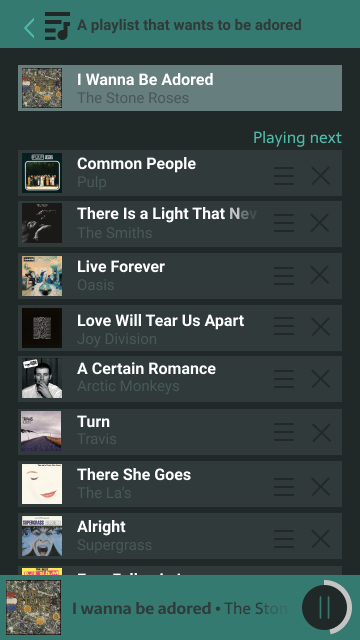 A playlist that wants to be adored
I Wanna Be Adored
The Stone Roses
Playing next
Common People
Pulp
There Is a Light That Nev
The Smiths
Live Forever
Oasis
Love Will Tear Us Apart
Joy Division
A Certain Romance
Arctic Monkeys
Turn
Travis
There She Goes
The La's
Alright
Supergrass
I wanna be adored • The Ston